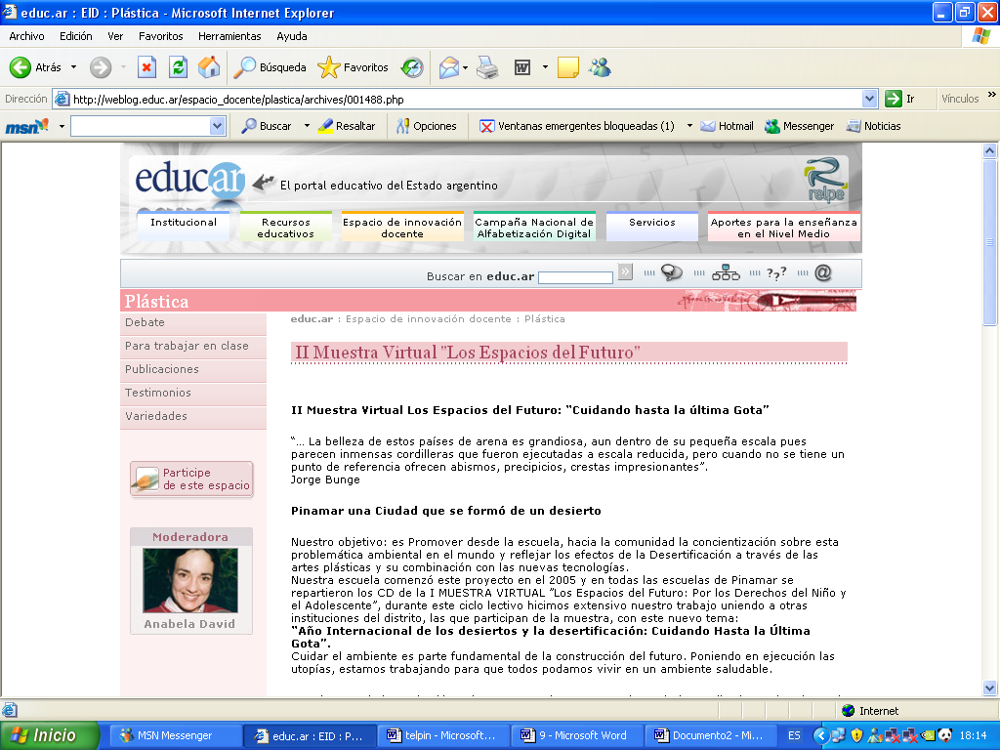 educ.ar : EID : Plástica - Microsoft Internet Explorer
Archivo Edición Ver Favoritos Herramientas Ayuda
Atrás Búsqueda Favoritos
Dirección http://weblog.educ.ar/espacio_docente/plastica/archives/001488.php Ir Vínculos »
msn Buscar Resaltar Opciones Ventanas emergentes bloqueadas (1) Hotmail Messenger Noticias
educar El portal educativo del Estado argentino relpe
Institucional
Recursos educativos
Espacio de innovación docente
Campaña Nacional de Alfabetización Digital
Servicios
Aportes para la enseñanza en el Nivel Medio
Buscar en educ.ar » ??? @
Plástica
Debate
Para trabajar en clase
Publicaciones
Testimonios
Variedades
Participe
de este espacio
Moderadora
Anabela David
educ.ar : Espacio de innovación docente : Plástica
II Muestra Virtual "Los Espacios del Futuro"
II Muestra Virtual Los Espacios del Futuro: “Cuidando hasta la última Gota”
“... La belleza de estos países de arena es grandiosa, aun dentro de su pequeña escala pues
parecen inmensas cordilleras que fueron ejecutadas a escala reducida, pero cuando no se tiene un
punto de referencia ofrecen abismos, precipicios, crestas impresionantes”.
Jorge Bunge
Pinamar una Ciudad que se formó de un desierto
Nuestro objetivo: es Promover desde la escuela, hacia la comunidad la concientización sobre esta
problemática ambiental en el mundo y reflejar los efectos de la Desertificación a través de las
artes plásticas y su combinación con las nuevas tecnologías.
Nuestra escuela comenzó este proyecto en el 2005 y en todas las escuelas de Pinamar se
repartieron los CD de la I MUESTRA VIRTUAL ”Los Espacios del Futuro: Por los Derechos del Niño y
el Adolescente”, durante este ciclo lectivo hicimos extensivo nuestro trabajo uniendo a otras
instituciones del distrito, las que participan de la muestra, con este nuevo tema:
“Año Internacional de los desiertos y la desertificación: Cuidando Hasta la Última
Gota”.
Cuidar el ambiente es parte fundamental de la construcción del futuro. Poniendo en ejecución las
utopías, estamos trabajando para que todos podamos vivir en un ambiente saludable.
Internet
Inicio MSN Messenger educ.ar : EID : P... telpin - Microsoft... 9 - Microsoft Word Documento2 - Mi... ES 18:14